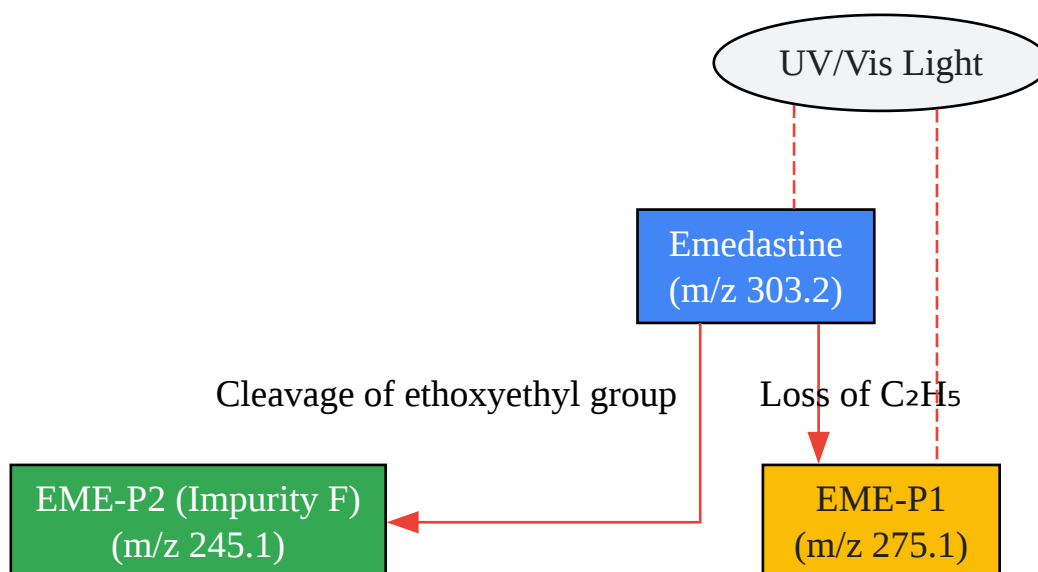 UV/Vis Light
Emedastine
(m/z 303.2)
Cleavage of ethoxyethyl group
Loss of C₂H₅
EME-P2 (Impurity F)
(m/z 245.1)
EME-P1
(m/z 275.1)